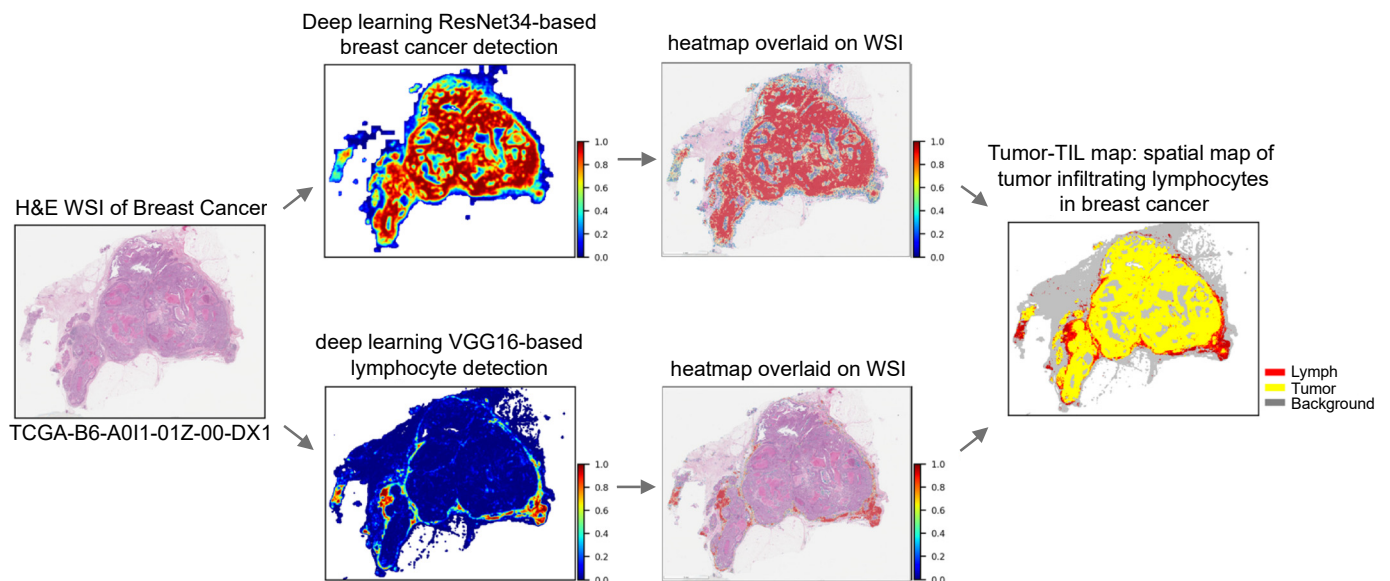 Deep learning ResNet34-based
breast cancer detection
heatmap overlaid on WSI
1.0
0.8
0.6
0.4
0.2
0.0
1.0
0.8
0.6
0.4
0.2
0.0
H&E WSI of Breast Cancer
TCGA-B6-A0I1-01Z-00-DX1
deep learning VGG16-based
lymphocyte detection
heatmap overlaid on WSI
1.0
0.8
0.6
0.4
0.2
0.0
1.0
0.8
0.6
0.4
0.2
0.0
Tumor-TIL map: spatial map of
tumor infiltrating lymphocytes
in breast cancer
Lymph
Tumor
Background